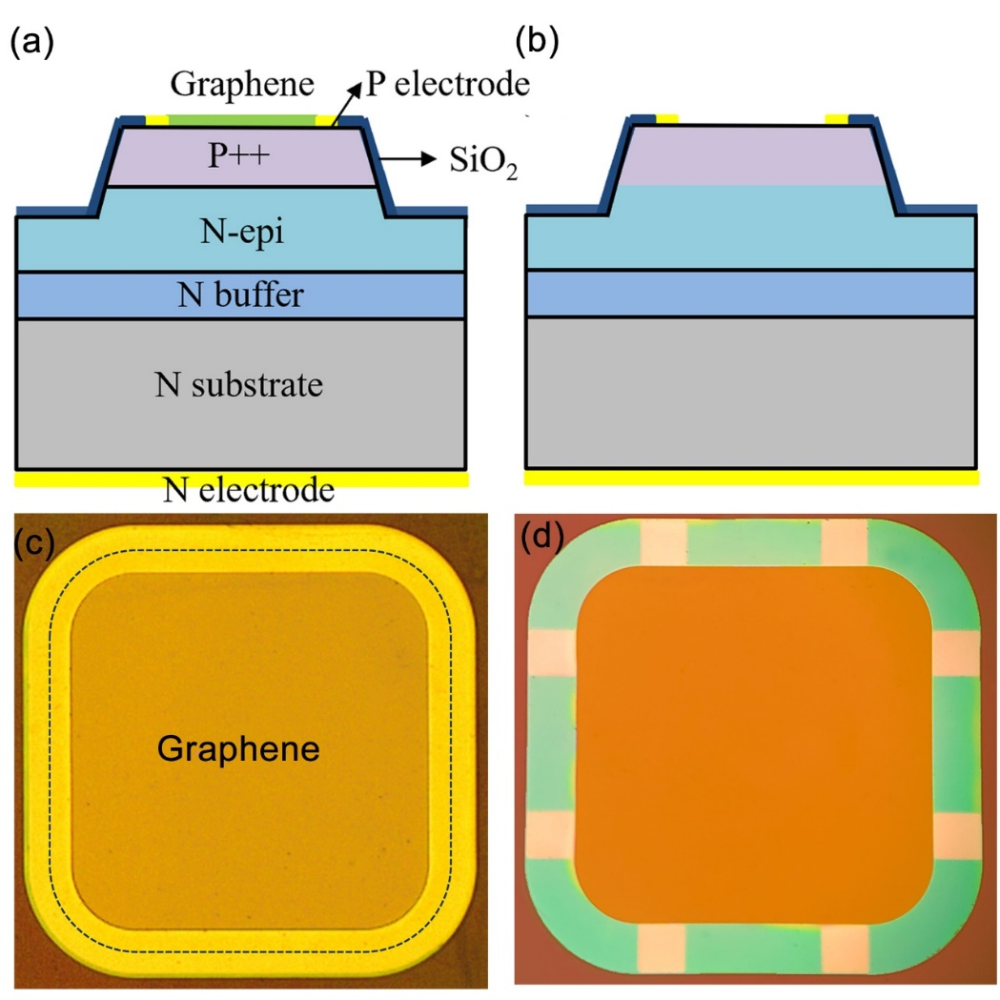 (a)
(b)
Graphene
P electrode
P++
SiO₂
N-epi
N buffer
N substrate
N electrode
(c)
(d)
Graphene